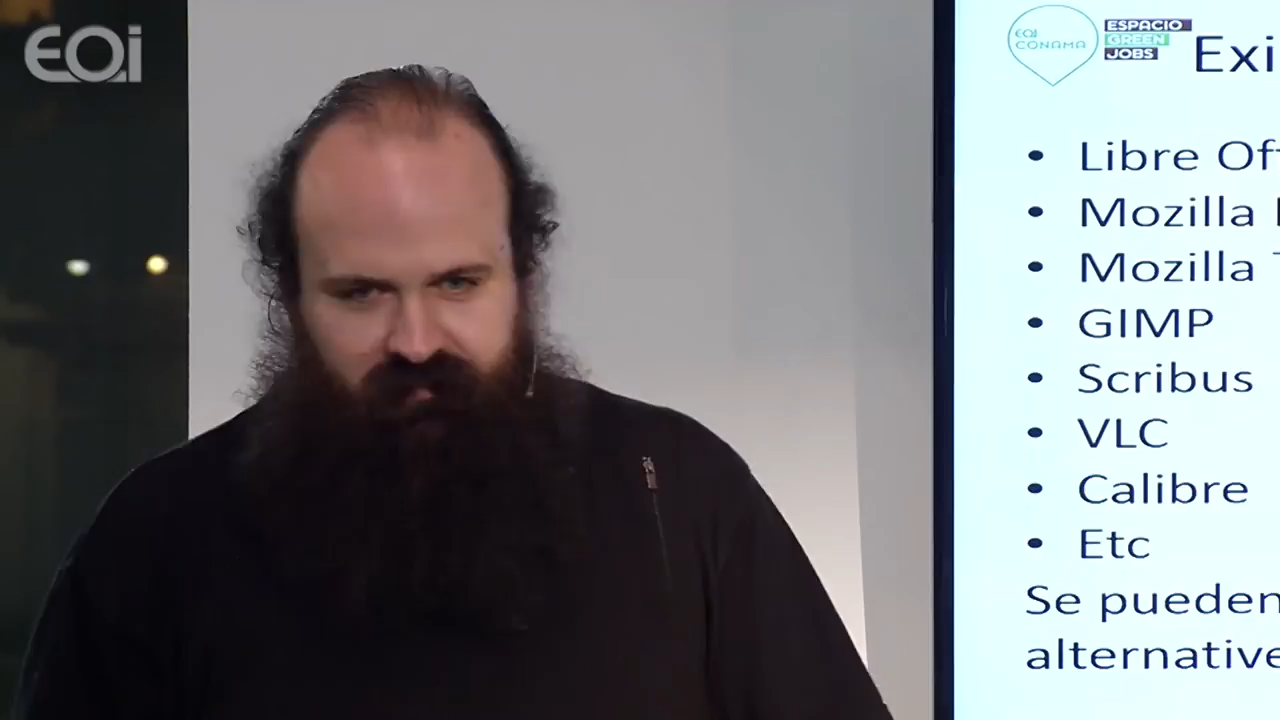 EOi
EOI
CONAMA
ESPACIO
GREEN
JOBS
Exi
• Libre Of
• Mozilla
• Mozilla
• GIMP
• Scribus
• VLC
• Calibre
• Etc
Se pueden
alternative